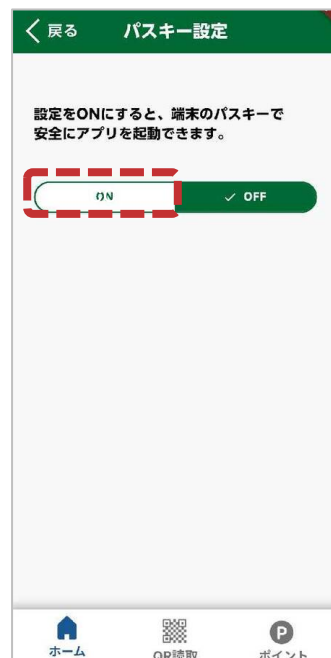 戻る パスキー設定
設定をONにすると、端末のパスキーで
安全にアプリを起動できます。
ON ✓ OFF
P
ホーム QR読取 ポイント